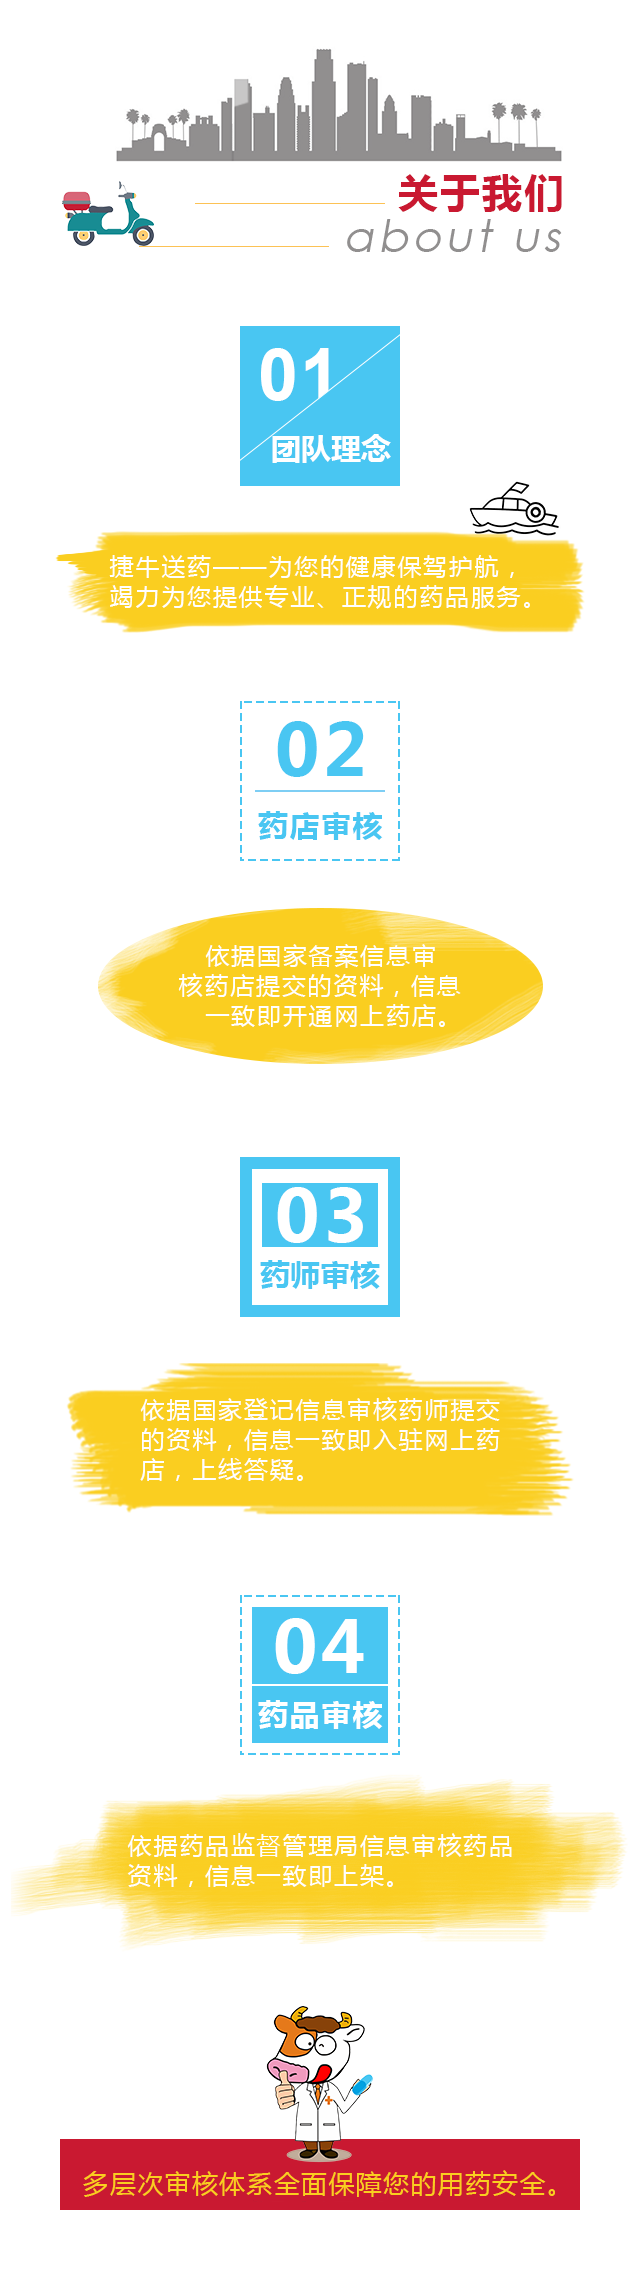 关于我们
about us
01
团队理念
捷牛送药——为您的健康保驾护航，
竭力为您提供专业、正规的药品服务。
02
药店审核
依据国家备案信息审
核药店提交的资料，信息
一致即开通网上药店。
03
药师审核
依据国家登记信息审核药师提交
的资料，信息一致即入驻网上药
店，上线答疑。
04
药品审核
依据药品监督管理局信息审核药品
资料，信息一致即上架。
多层次审核体系全面保障您的用药安全。